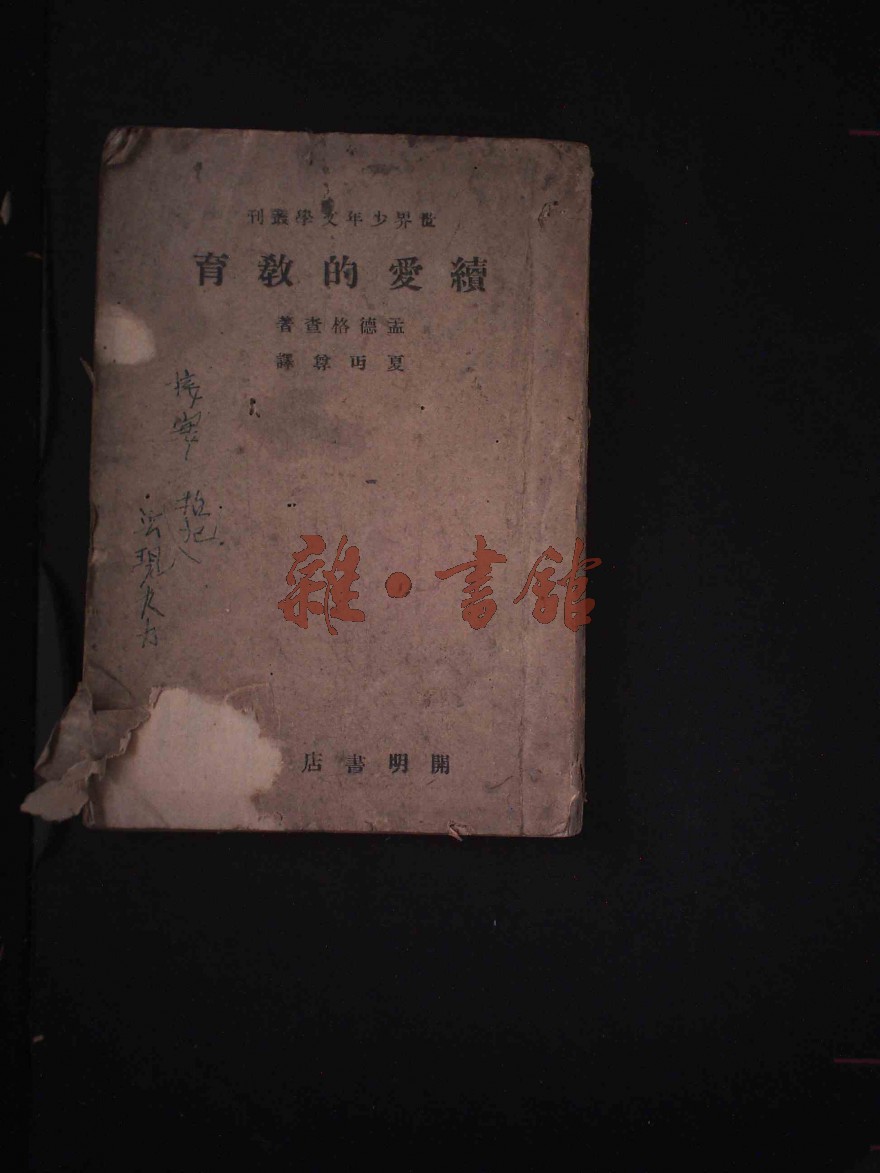 世界少年文學叢刊
續愛的教育
孟德格查著
夏丏尊譯
開明書店
雜·書館